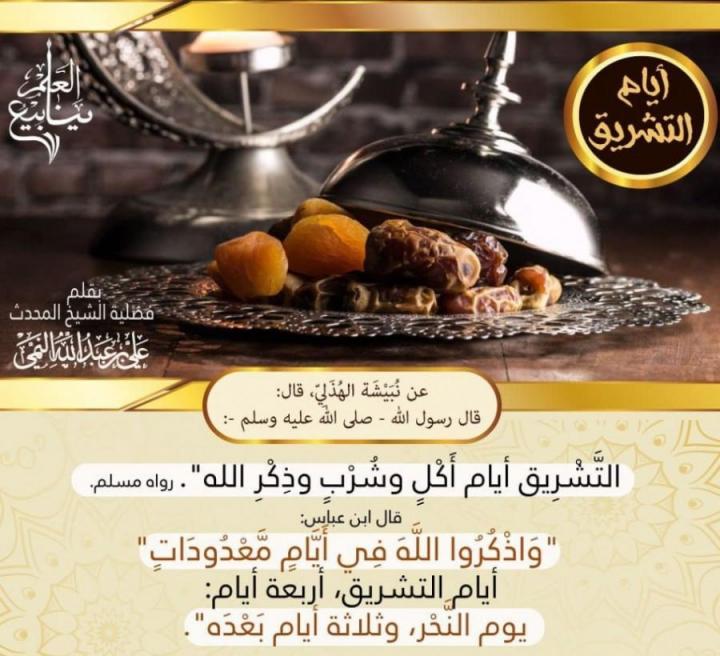 العلم
ينابيع
أيام
التشريق
بقلم
فضلية الشيخ المحدث
علي بن عبد الله النمي
عن نُبَيْشَة الهُذَلِيّ، قال:
قال رسول الله - صلى الله عليه وسلم -:
التَّشْرِيق أيام أَكْلٍ وشُرْبٍ وذِكْرِ الله". رواه مسلم.
قال ابن عباس:
"وَاذْكُرُوا اللَّهَ فِي أَيَّامٍ مَّعْدُودَاتٍ"
أيام التشريق، أربعة أيام:
يوم النَّحْر، وثلاثة أيام بَعْدَه".